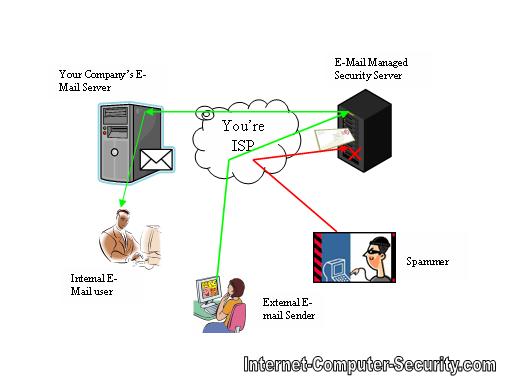 Your Company's E-
Mail Server
E-Mail Managed
Security Server
You're
ISP
Internal E-
Mail user
External E-
mail Sender
Spammer
Internet-Computer-Security.com